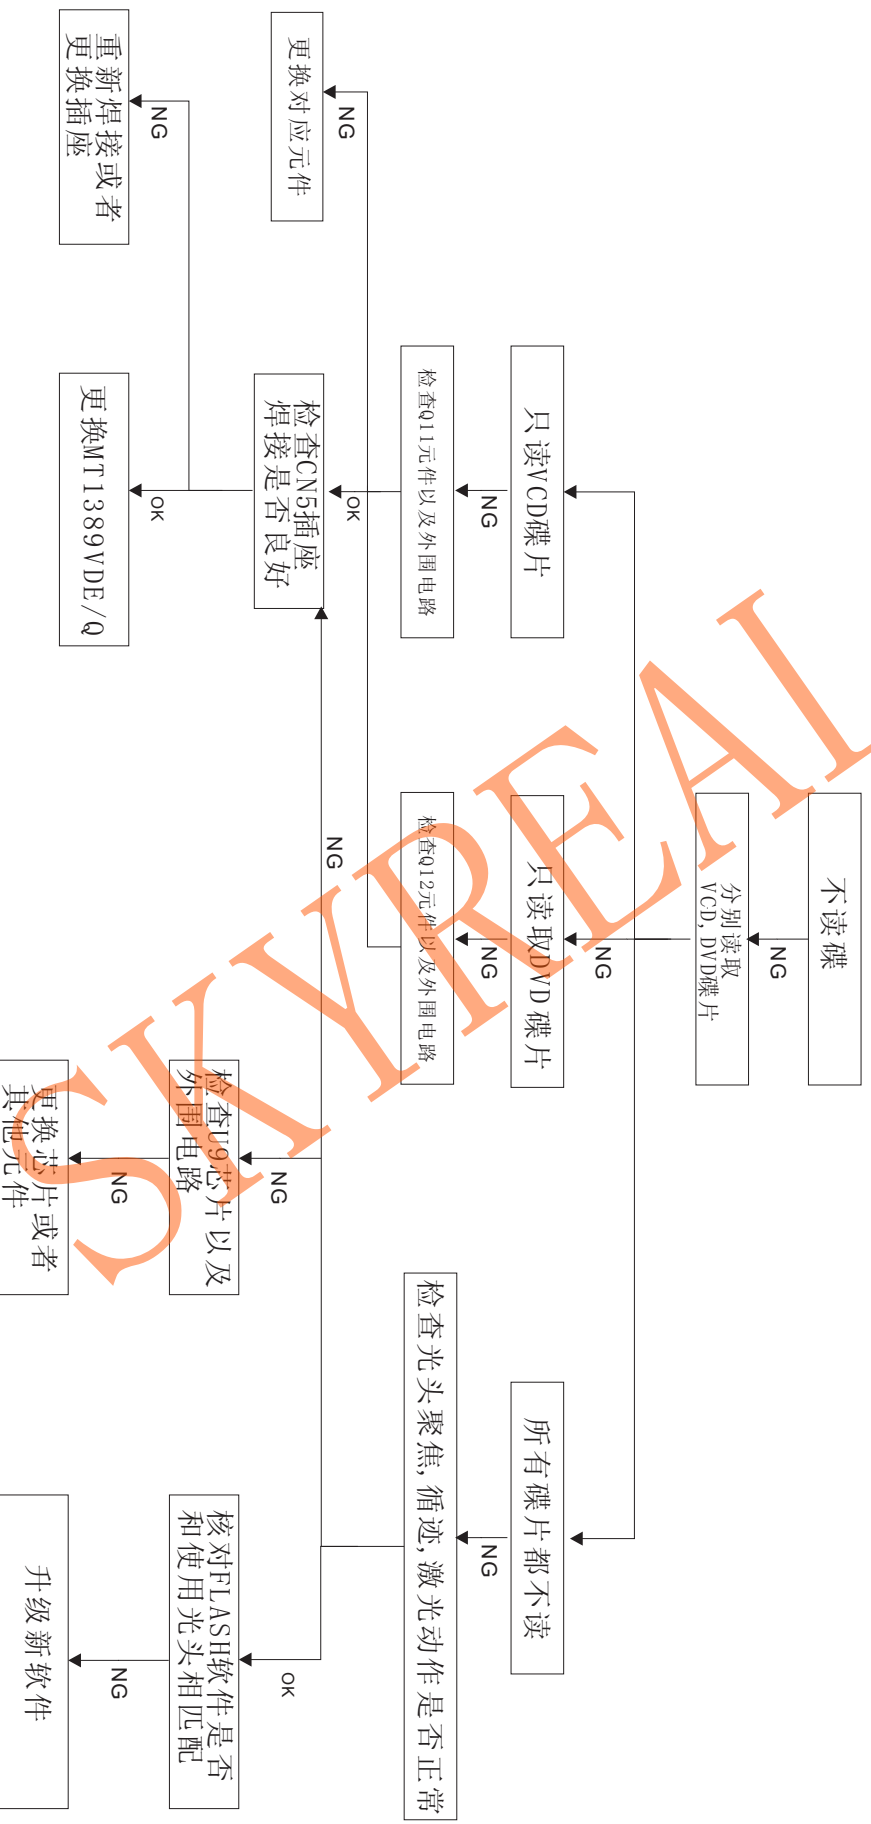 不读碟
NG
分别读取
VCD, DVD碟片
NG
只读VCD碟片
只读取DVD碟片
所有碟片都不读
NG
NG
NG
检查Q11元件以及外围电路
检查Q12元件以及外围电路
检查光头聚焦,循迹,激光动作是否正常
NG
更换对应元件
OK
检查CN5插座
焊接是否良好
NG
NG
检查U9芯片以及
外围电路
OK
核对FLASH软件是否
和使用光头相匹配
NG
重新焊接或者
更换插座
OK
更换MT1389VDE/Q
NG
更换芯片或者
其他元件
NG
升级新软件
SKYREAL